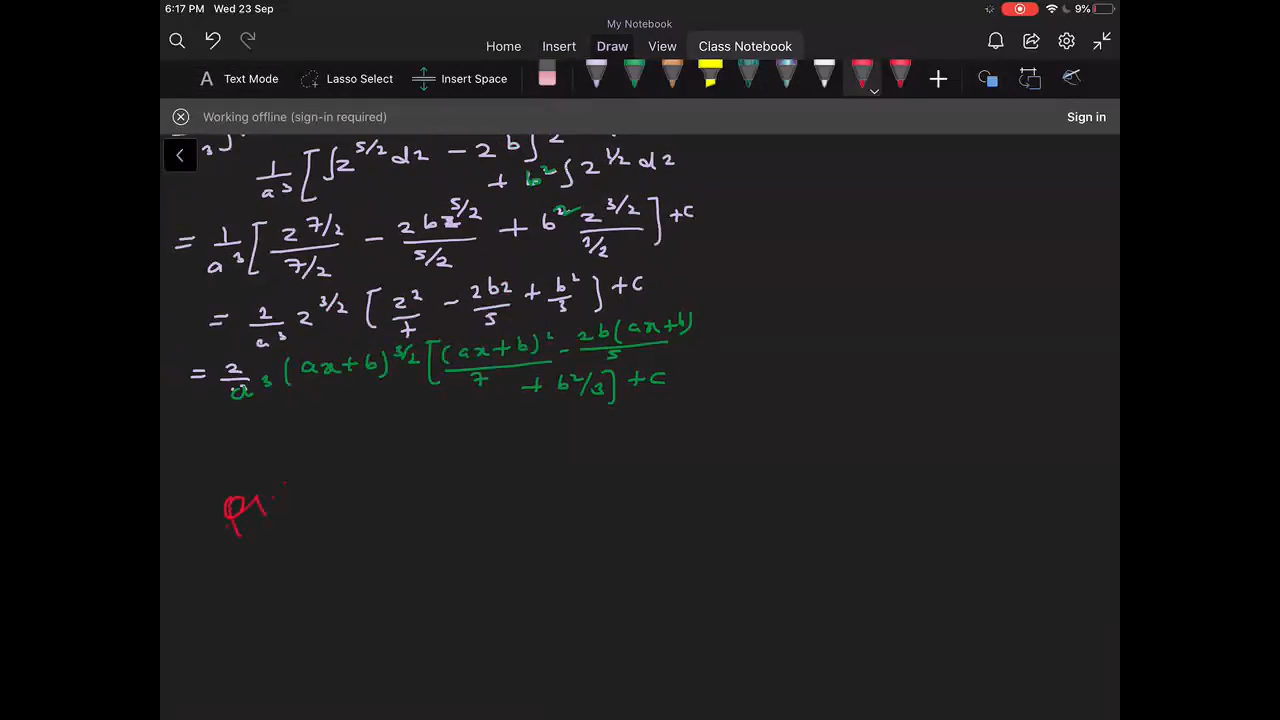 6:17 PM Wed 23 Sep
9%
My Notebook
Home Insert Draw View Class Notebook
Text Mode Lasso Select Insert Space
Working offline (sign-in required) Sign in
1/a³ [∫z^5/2 dz − 2b∫z
+ b² ∫z^1/2 dz
= 1/a³ [z^7/2 / 7/2 − 2bz^5/2 / 5/2 + b² z^3/2 / 3/2] + c
= 2/a³ z^3/2 [z²/7 − 2bz/5 + b²/3] + c
= 2/a³ (ax+b)^3/2 [(ax+b)²/7 − 2b(ax+b)/5
+ b²/3] + c